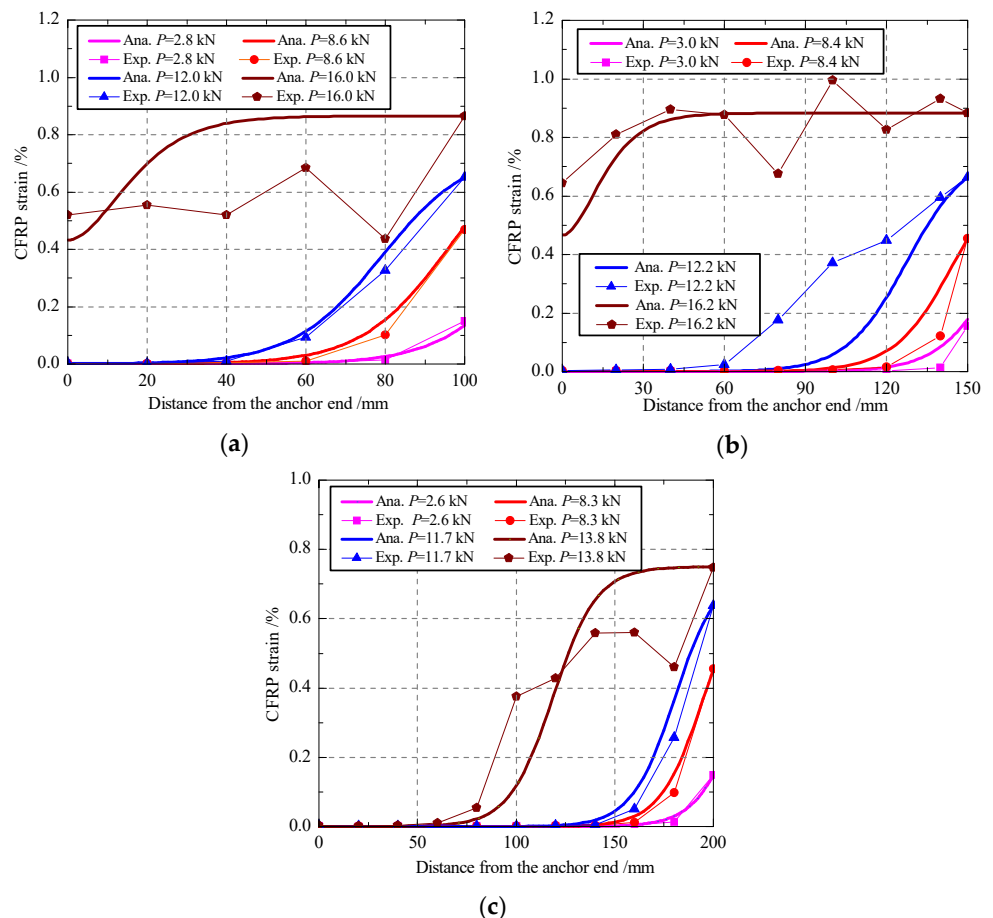 Ana. P=2.8 kN Ana. P=8.6 kN
Exp. P=2.8 kN Exp. P=8.6 kN
Ana. P=12.0 kN Ana. P=16.0 kN
Exp. P=12.0 kN Exp. P=16.0 kN
CFRP strain /%
1.2
1.0
0.8
0.6
0.4
0.2
0.0
0 20 40 60 80 100
Distance from the anchor end /mm
(a)
Ana. P=3.0 kN Ana. P=8.4 kN
Exp. P=3.0 kN Exp. P=8.4 kN
Ana. P=12.2 kN
Exp. P=12.2 kN
Ana. P=16.2 kN
Exp. P=16.2 kN
CFRP strain /%
1.2
1.0
0.8
0.6
0.4
0.2
0.0
0 30 60 90 120 150
Distance from the anchor end /mm
(b)
Ana. P=2.6 kN Ana. P=8.3 kN
Exp. P=2.6 kN Exp. P=8.3 kN
Ana. P=11.7 kN Ana. P=13.8 kN
Exp. P=11.7 kN Exp. P=13.8 kN
CFRP strain /%
1.0
0.8
0.6
0.4
0.2
0.0
0 50 100 150 200
Distance from the anchor end /mm
(c)